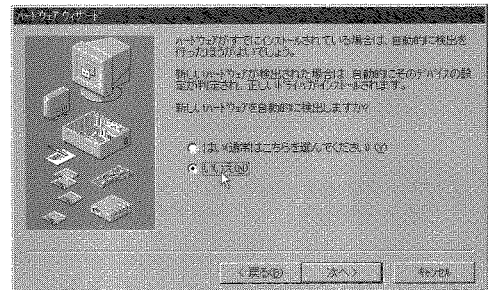 ハードウェア ウィザード
ハードウェアがすでにインストールされている場合は、自動的に検出を
行ったほうがよいでしょう。
新しいハードウェアが検出された場合は、自動的にそのデバイスの設
定が判定され、正しいドライバがインストールされます。
新しいハードウェアを自動的に検出しますか?
はい (通常はこちらを選んでください)(Y)
いいえ(N)
< 戻る(B)
次へ >
キャンセル